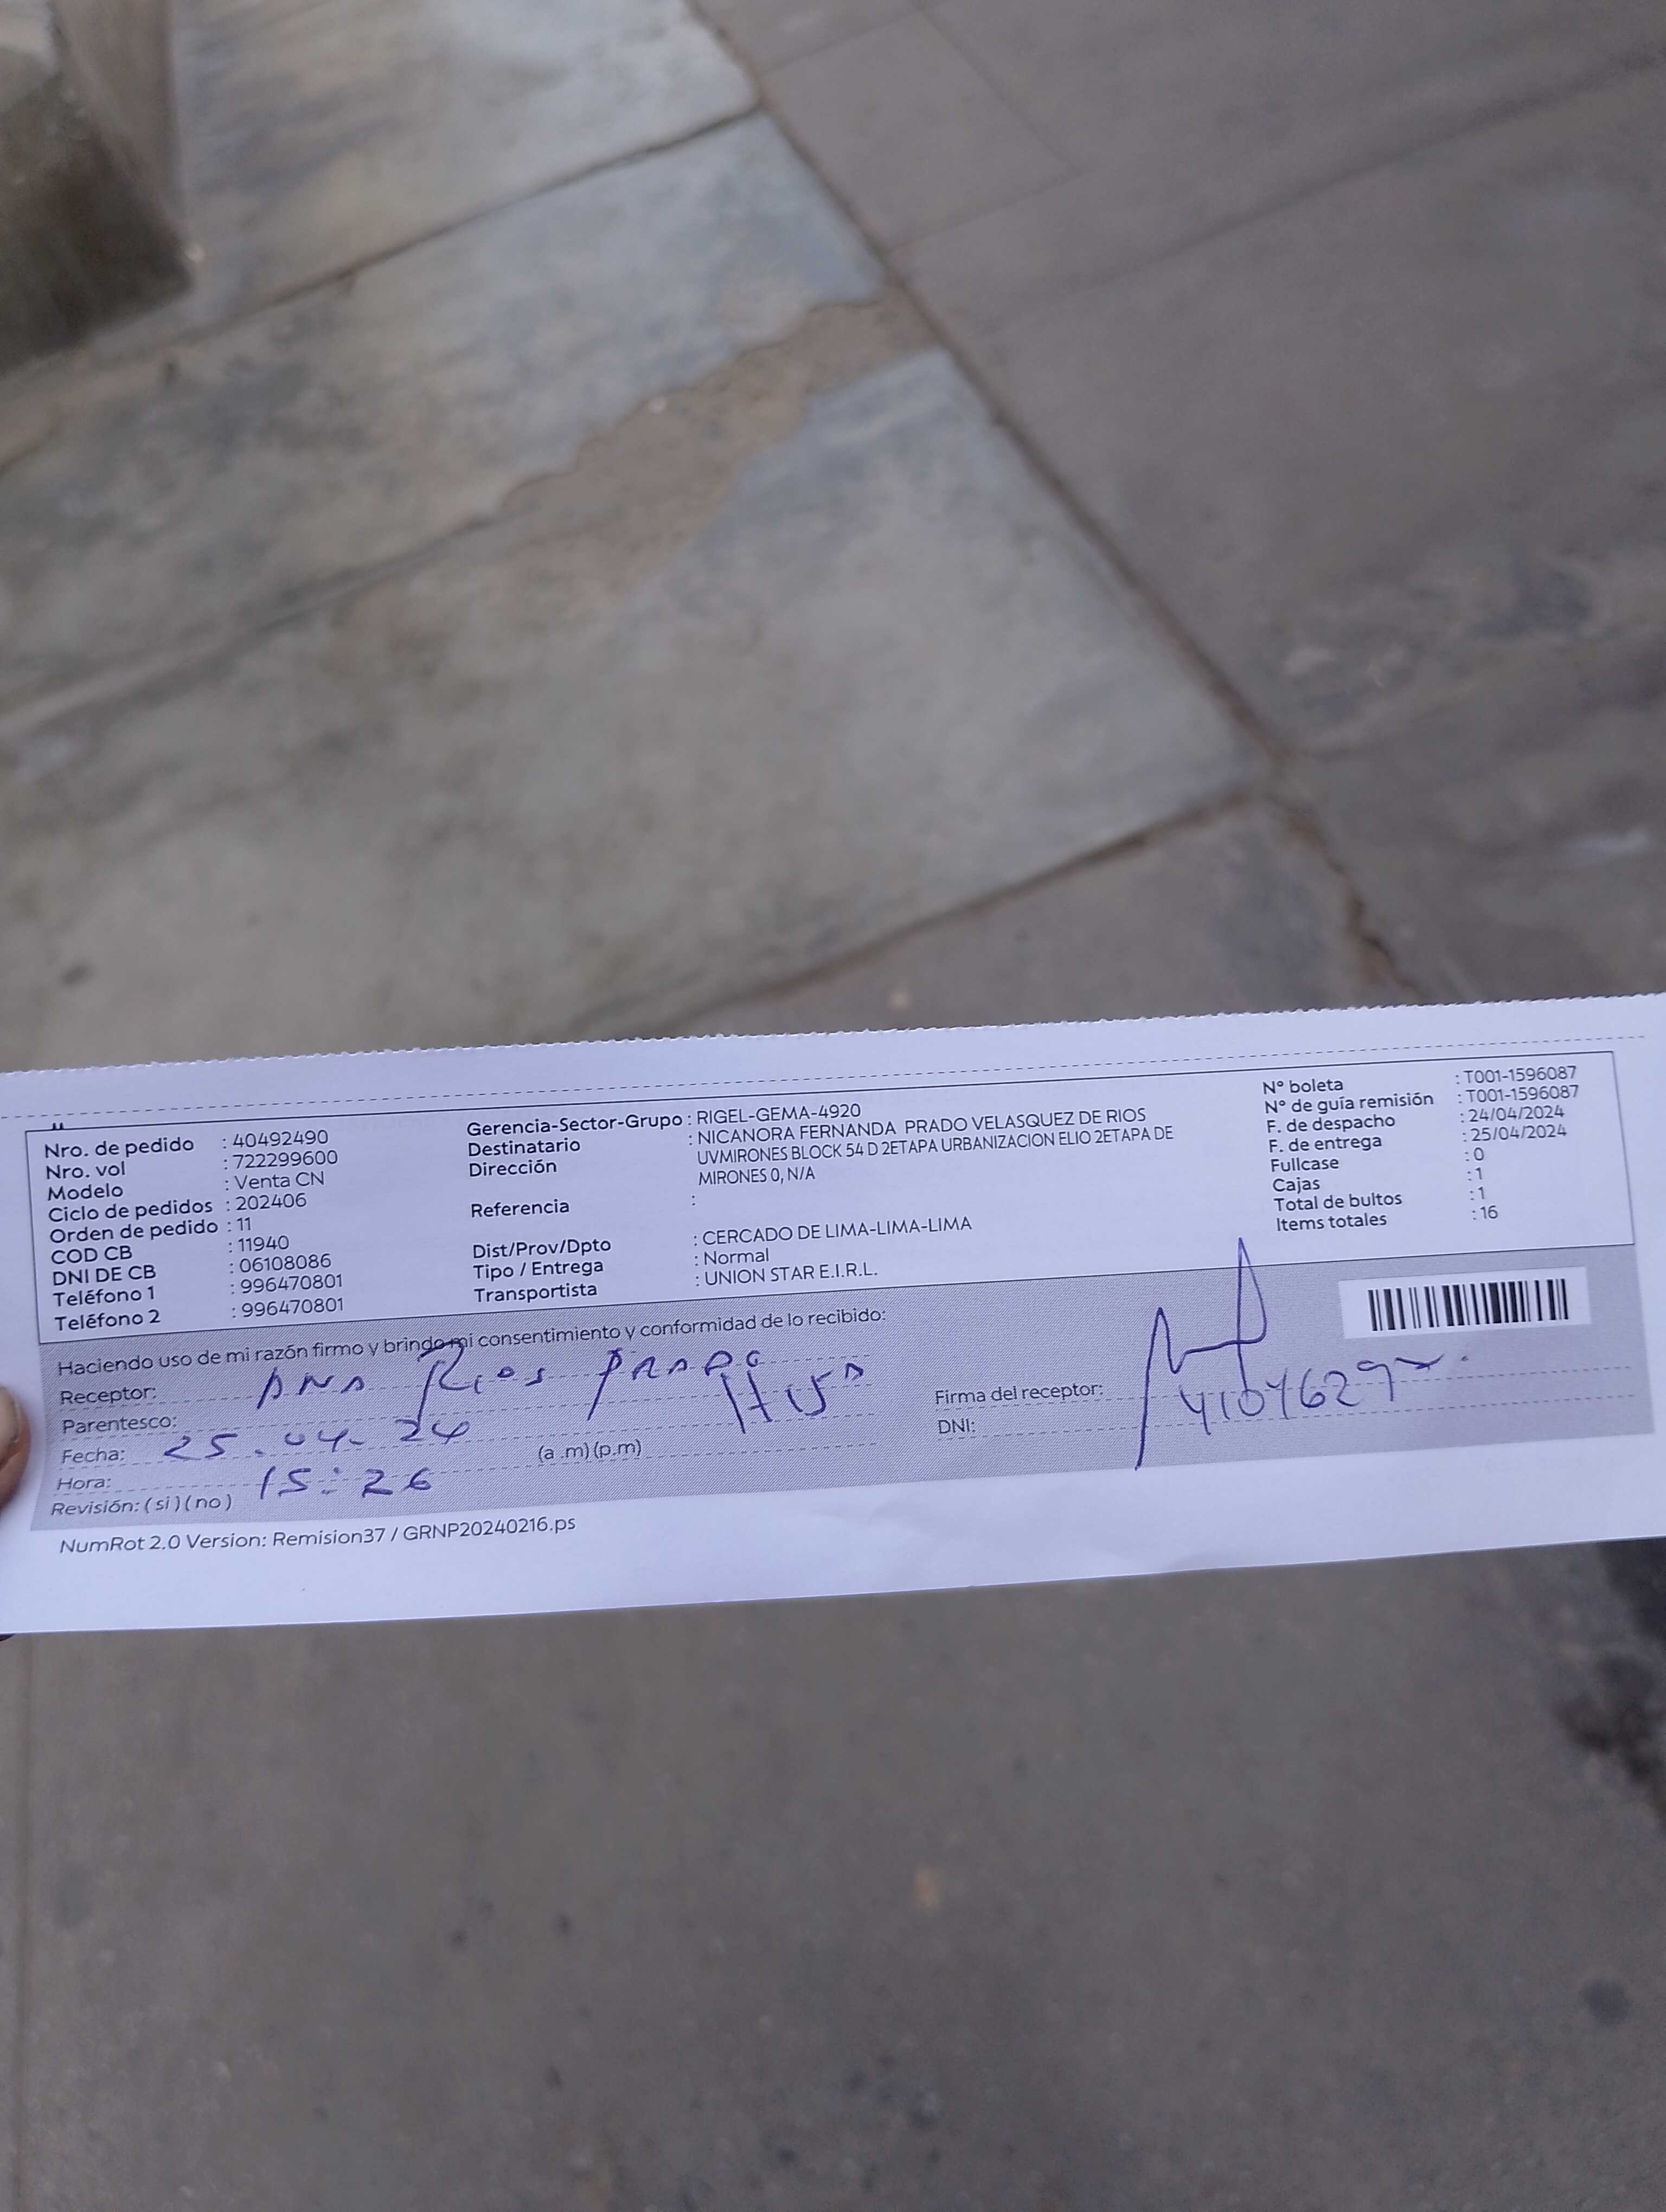 Nro. de pedido : 40492490
Nro. vol : 722299600
Modelo : Venta CN
Ciclo de pedidos : 202406
Orden de pedido : 11
COD CB : 11940
DNI DE CB : 06108086
Teléfono 1 : 996470801
Teléfono 2 : 996470801
Gerencia-Sector-Grupo : RIGEL-GEMA-4920
Destinatario : NICANORA FERNANDA PRADO VELASQUEZ DE RIOS
Dirección UVMIRONES BLOCK 54 D 2ETAPA URBANIZACION ELIO 2ETAPA DE
MIRONES 0, N/A
Referencia :
Dist/Prov/Dpto : CERCADO DE LIMA-LIMA-LIMA
Tipo / Entrega : Normal
Transportista : UNION STAR E.I.R.L.
N° boleta : T001-1596087
N° de guía remisión : T001-1596087
F. de despacho : 24/04/2024
F. de entrega : 25/04/2024
Fullcase : 0
Cajas : 1
Total de bultos : 1
Items totales : 16
Haciendo uso de mi razón firmo y brindo mi consentimiento y conformidad de lo recibido:
Receptor: ANA Rios PRADO
Parentesco: HIJA
Fecha: 25.04.24
Hora: 15:26 (a .m) (p.m)
Revisión: ( si ) ( no )
Firma del receptor:
DNI:
NumRot 2.0 Version: Remision37 / GRNP20240216.ps